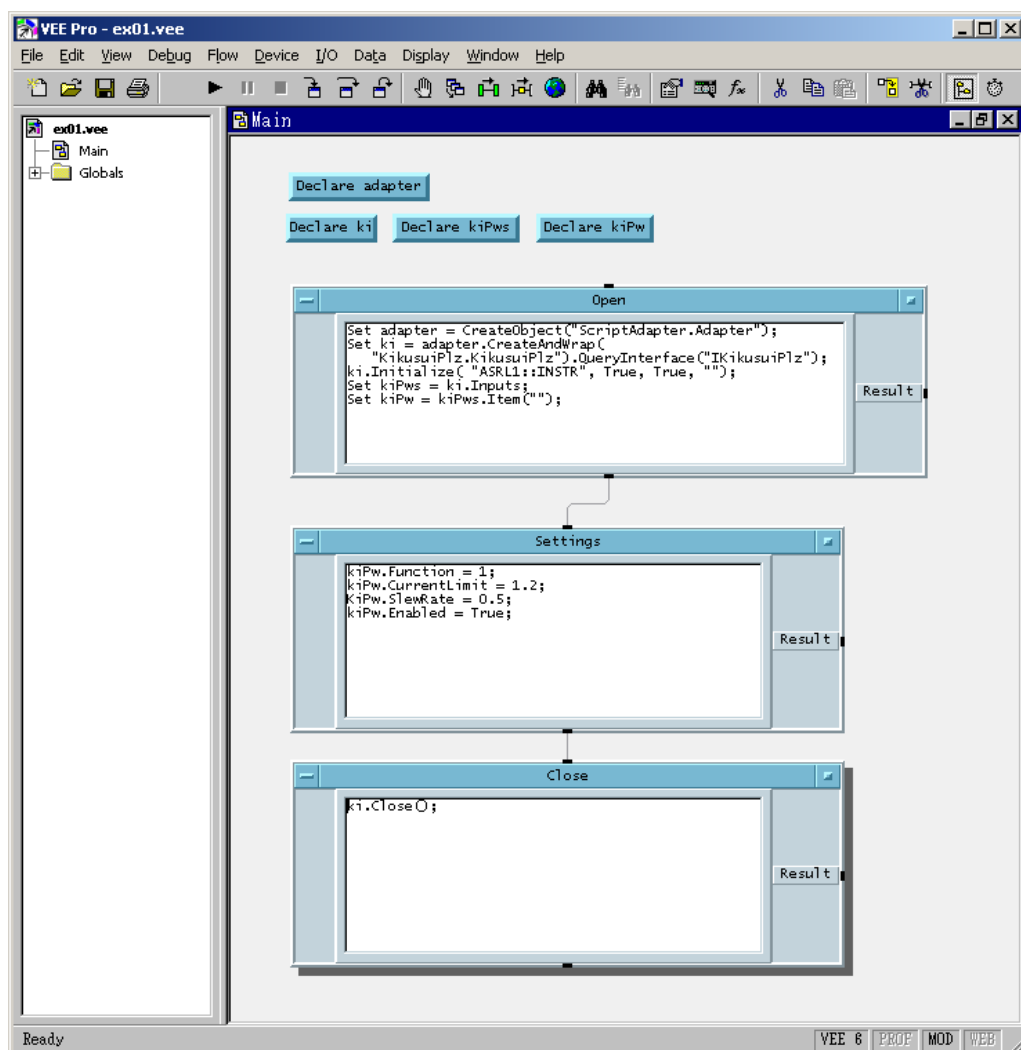 VEE Pro - ex01.vee
File Edit View Debug Flow Device I/O Data Display Window Help
ex01.vee
Main
Globals
Main
Declare adapter
Declare ki
Declare kiPws
Declare kiPw
Open
Set adapter = CreateObject("ScriptAdapter.Adapter");
Set ki = adapter.CreateAndWrap(
"KikusuiPlz.KikusuiPlz").QueryInterface("IKikusuiPlz");
ki.Initialize( "ASRL1::INSTR", True, True, "");
Set kiPws = ki.Inputs;
Set kiPw = kiPws.Item("");
Result
Settings
kiPw.Function = 1;
kiPw.CurrentLimit = 1.2;
KiPw.SlewRate = 0.5;
kiPw.Enabled = True;
Result
Close
ki.Close();
Result
Ready
VEE 6 PROF MOD WEB